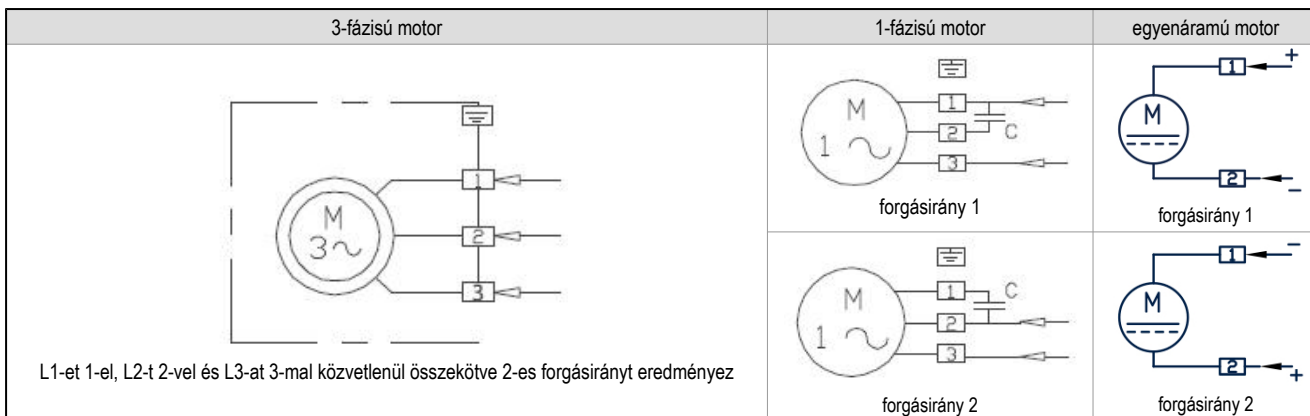 3-fázisú motor
1-fázisú motor
egyenáramú motor
M
3~
1
2
3
L1-et 1-el, L2-t 2-vel és L3-at 3-mal közvetlenül összekötve 2-es forgásirányt eredményez
M
1 ~
1
2
3
C
forgásirány 1
M
1
+
2
−
forgásirány 1
M
1 ~
1
2
3
C
forgásirány 2
M
1
−
2
+
forgásirány 2